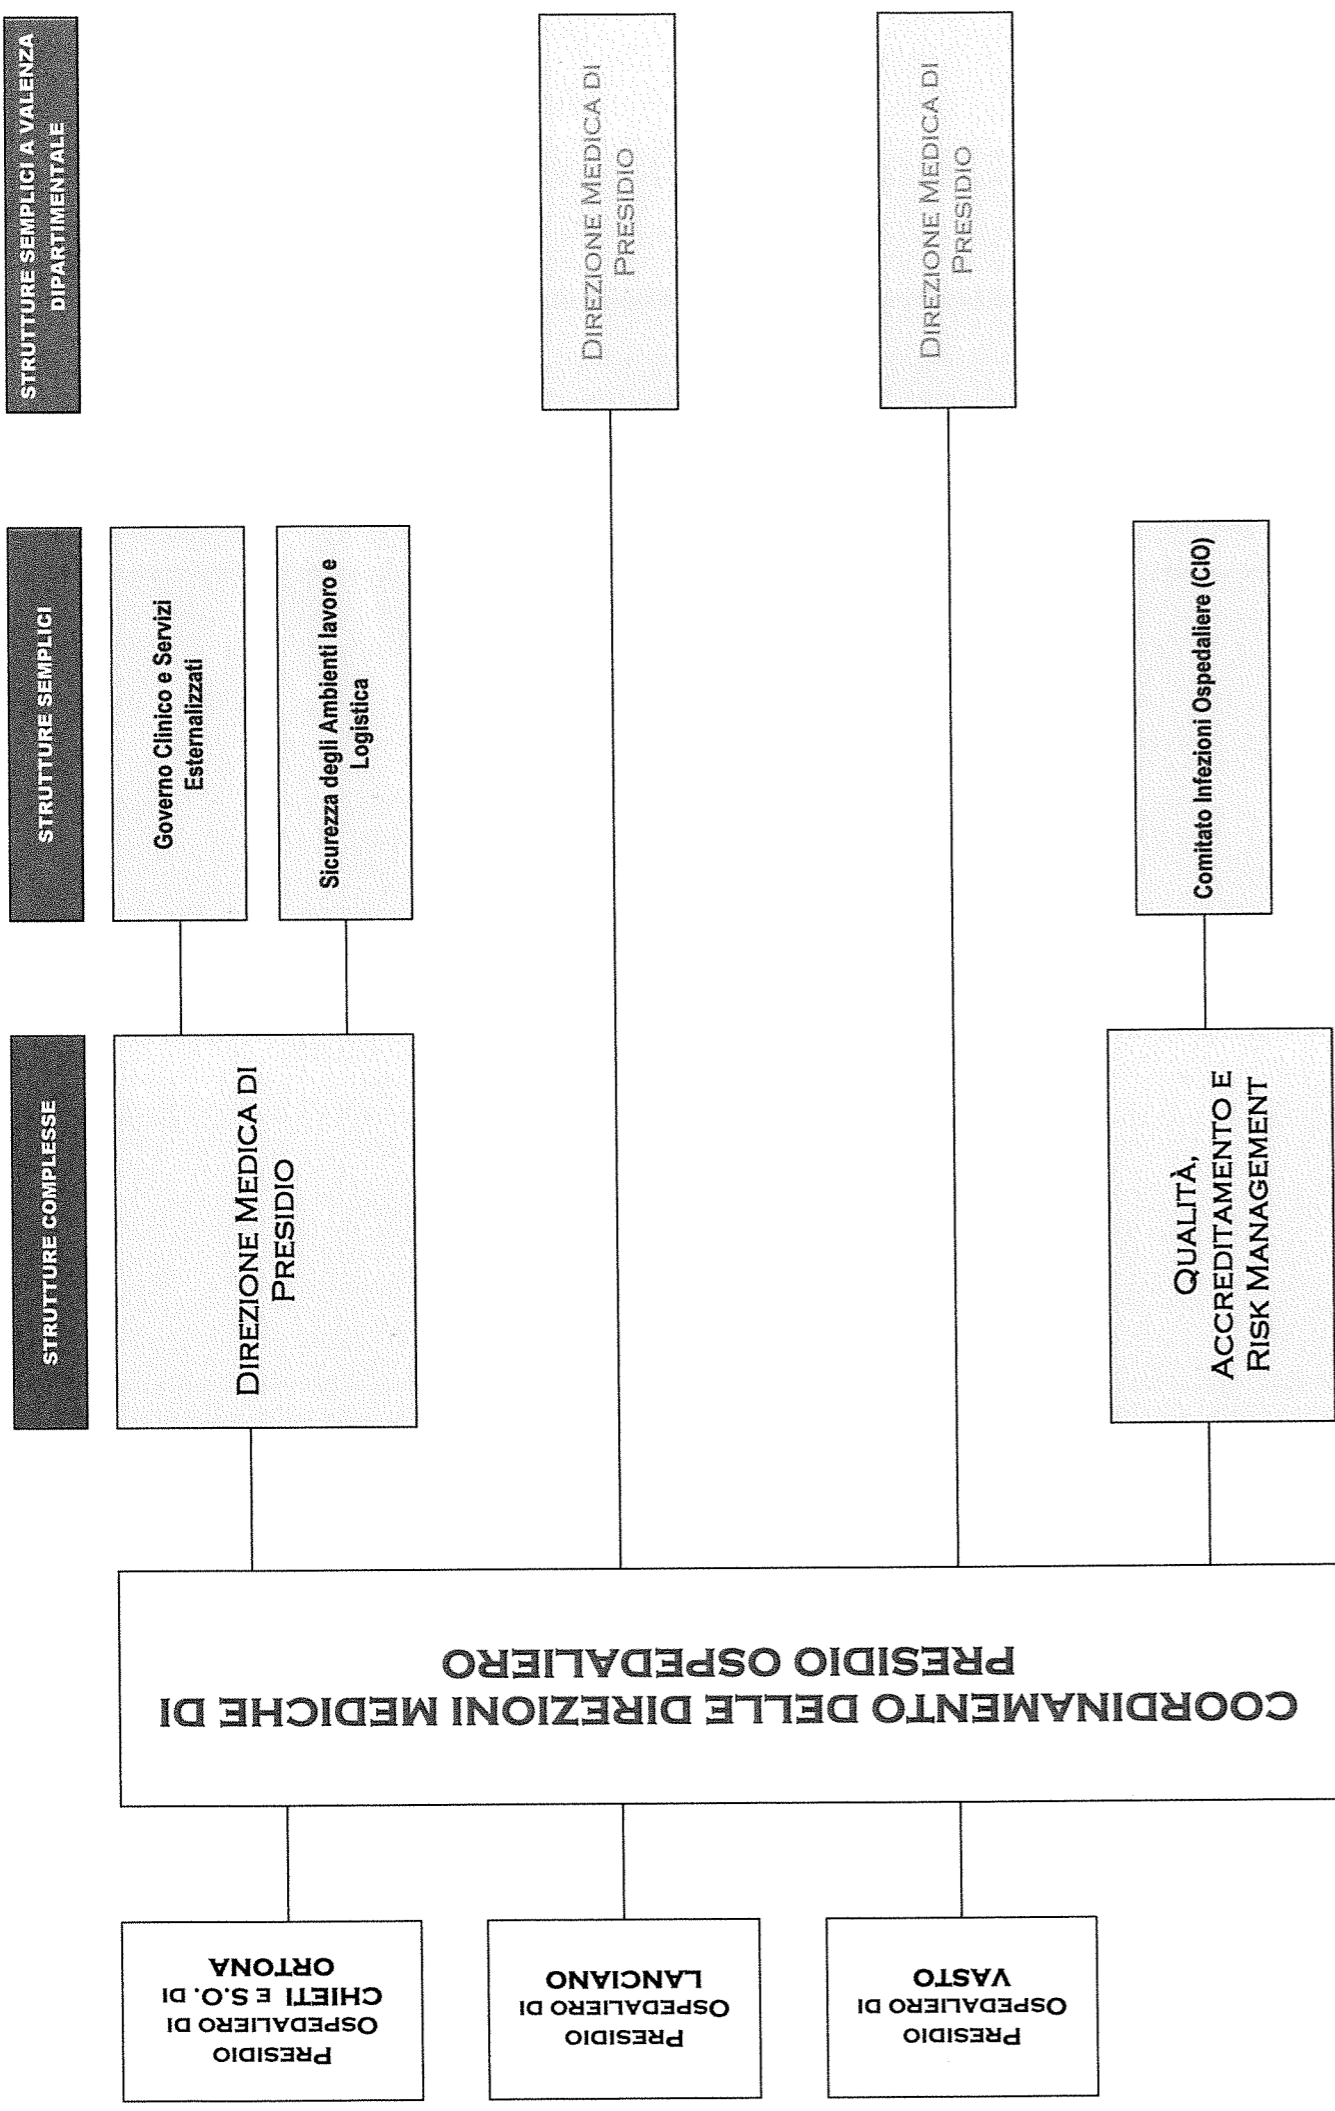 STRUTTURE COMPLESSE
STRUTTURE SEMPLICI
STRUTTURE SEMPLICI A VALENZA
DIPARTIMENTALE
PRESIDIO
OSPEDALIERO DI
CHIETI E S.O. DI
ORTONA
PRESIDIO
OSPEDALIERO DI
LANCIANO
PRESIDIO
OSPEDALIERO DI
VASTO
COORDINAMENTO DELLE DIREZIONI MEDICHE DI
PRESIDIO OSPEDALIERO
DIREZIONE MEDICA DI
PRESIDIO
Governo Clinico e Servizi
Esternalizzati
Sicurezza degli Ambienti lavoro e
Logistica
DIREZIONE MEDICA DI
PRESIDIO
DIREZIONE MEDICA DI
PRESIDIO
QUALITÀ,
ACCREDITAMENTO E
RISK MANAGEMENT
Comitato Infezioni Ospedaliere (CIO)